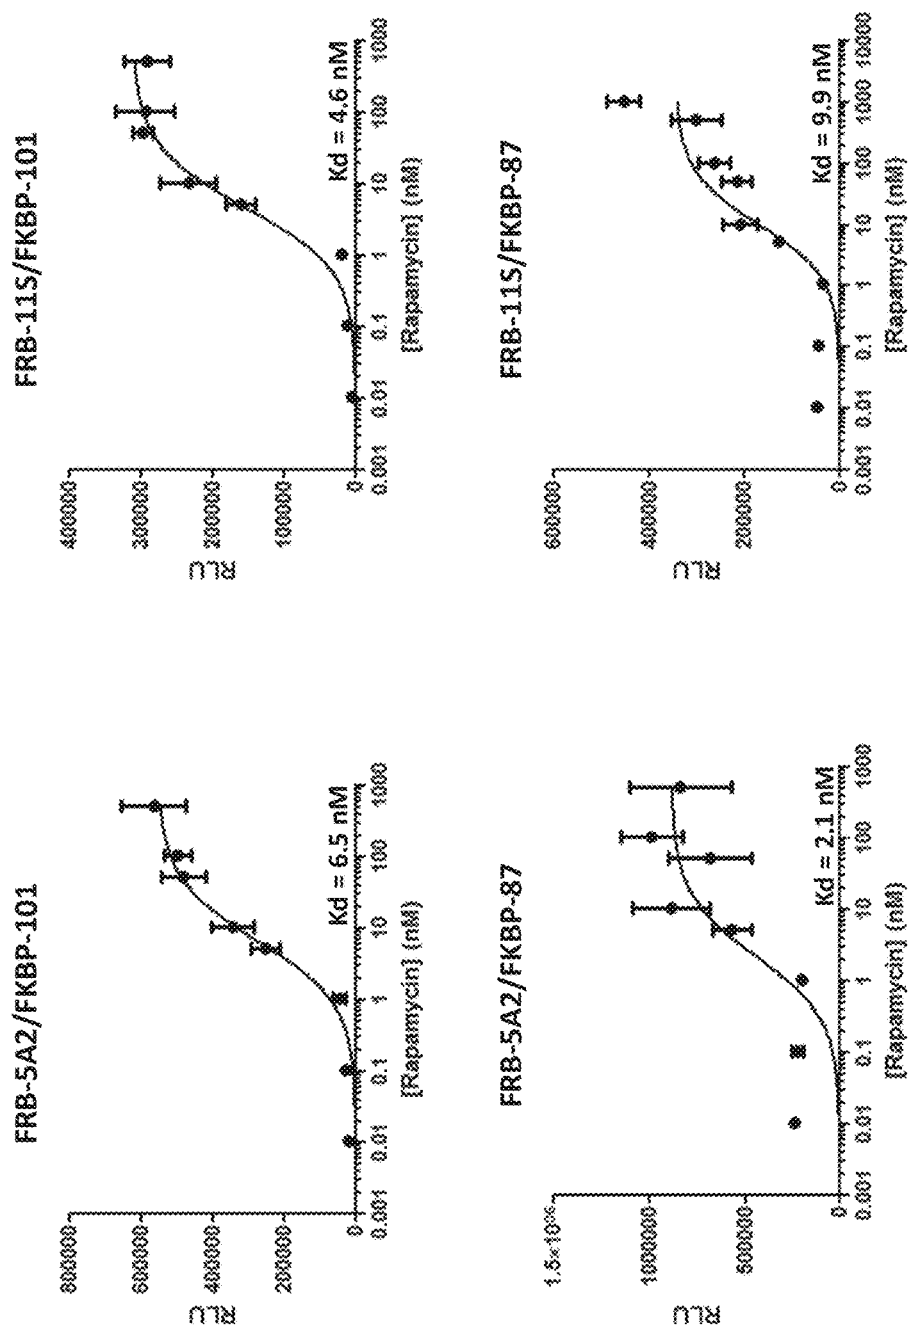 FRB-5A2/FKBP-101
800000
600000
400000
200000
0
RLU
0.001 0.01 0.1 1 10 100 1000
Kd = 6.5 nM
[Rapamycin] (nM)
FRB-11S/FKBP-101
400000
300000
200000
100000
0
RLU
0.001 0.01 0.1 1 10 100 1000
Kd = 4.6 nM
[Rapamycin] (nM)
FRB-5A2/FKBP-87
1.5×10⁰⁶
1000000
500000
0
RLU
0.001 0.01 0.1 1 10 100 1000
Kd = 2.1 nM
[Rapamycin] (nM)
FRB-11S/FKBP-87
600000
400000
200000
0
RLU
0.001 0.01 0.1 1 10 100 1000 10000
Kd = 9.9 nM
[Rapamycin] (nM)